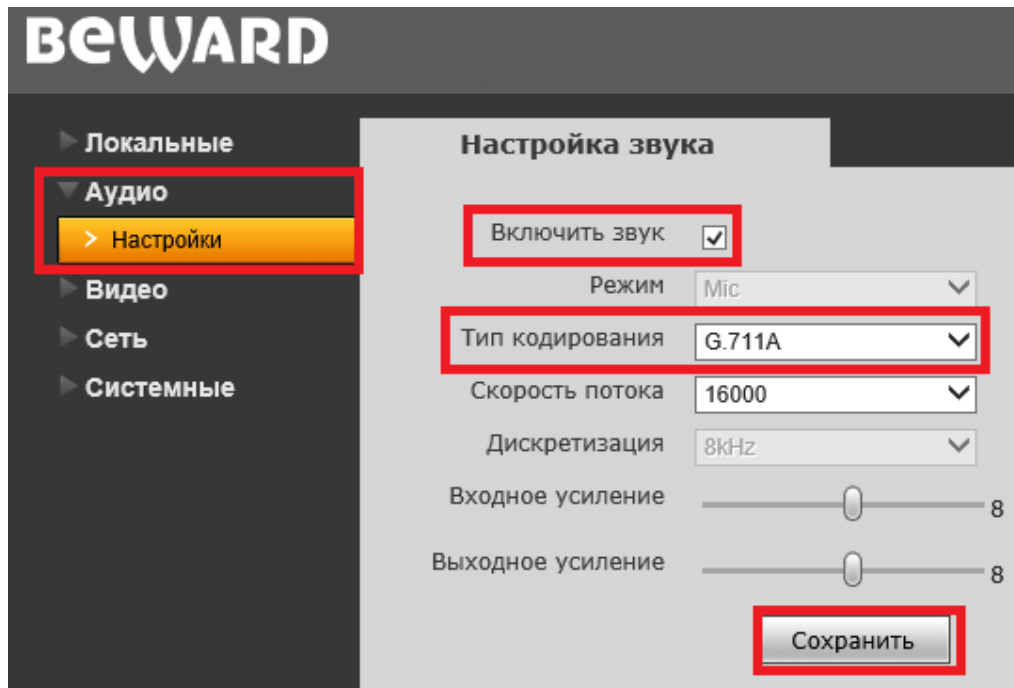 BEWARD
Локальные
Аудио
> Настройки
Видео
Сеть
Системные
Настройка звука
Включить звук
Режим Mic
Тип кодирования G.711A
Скорость потока 16000
Дискретизация 8kHz
Входное усиление 8
Выходное усиление 8
Сохранить